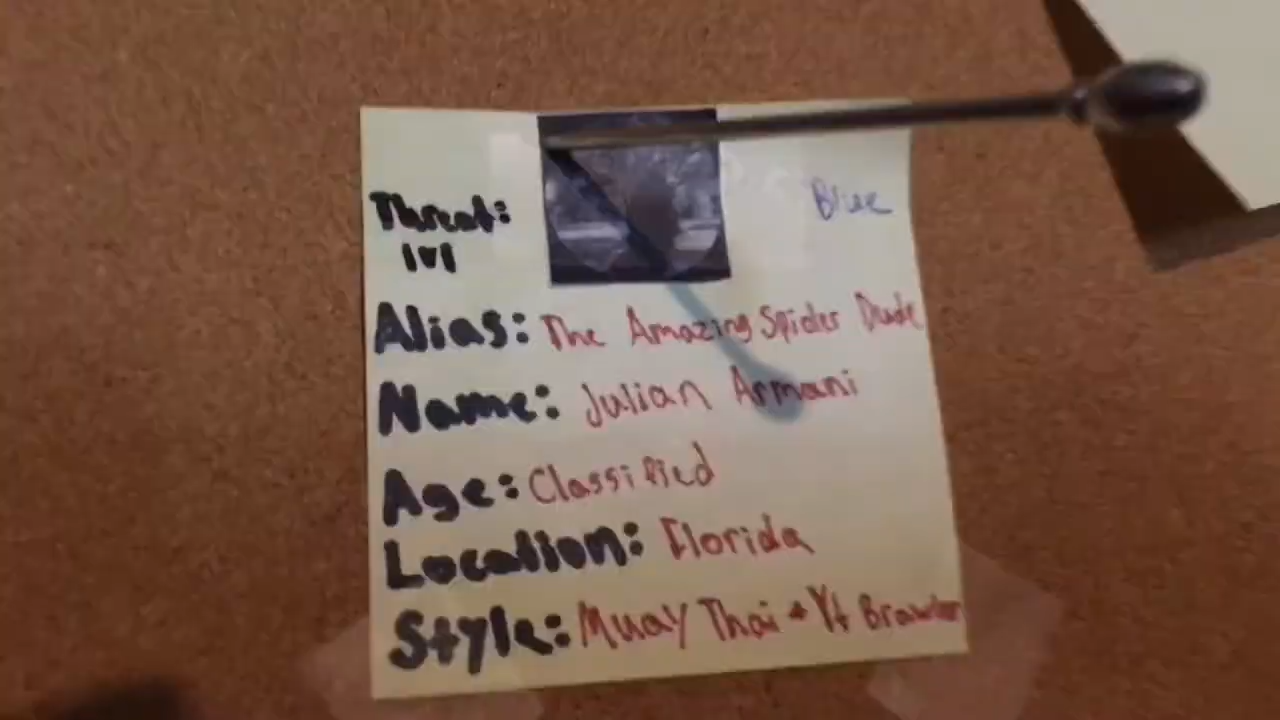 Threat:
lvl
Blue
Alias: The Amazing Spider Dude
Name: Julian Armani
Age: Classified
Location: Florida
Style: Muay Thai + Yt Brawler